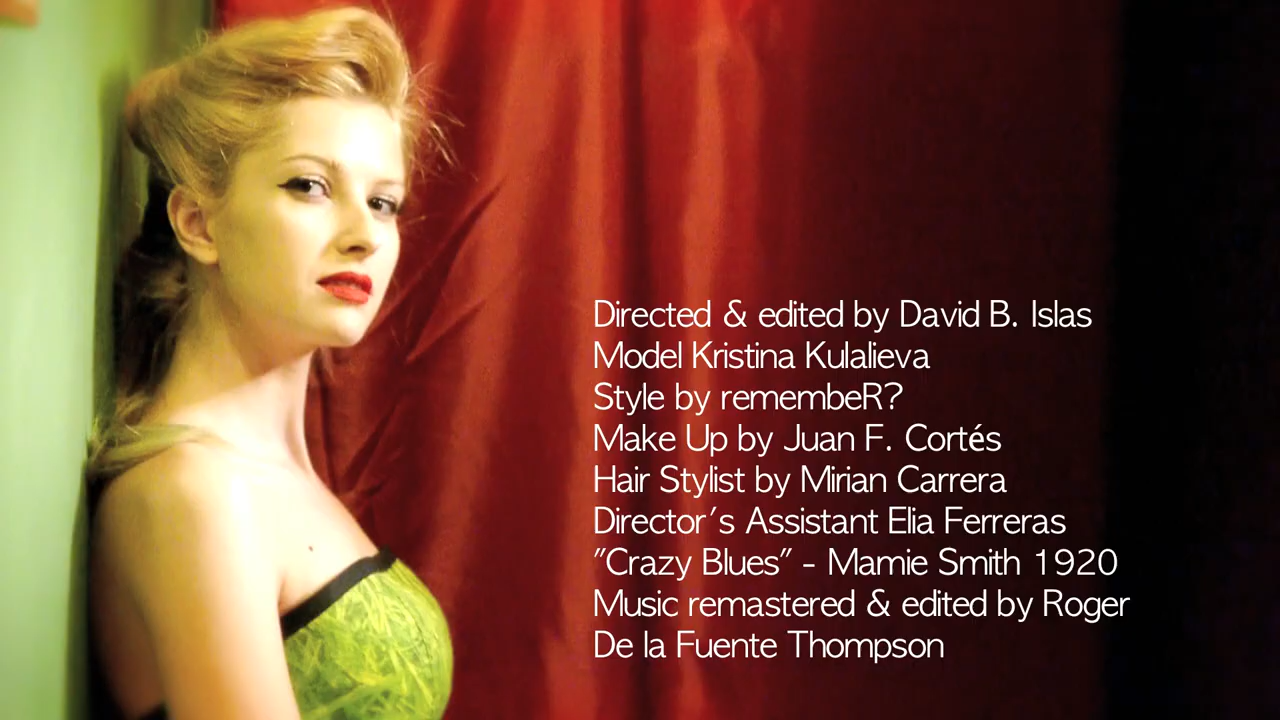 Directed & edited by David B. Islas
Model Kristina Kulalieva
Style by remembeR?
Make Up by Juan F. Cortés
Hair Stylist by Mirian Carrera
Director's Assistant Elia Ferreras
"Crazy Blues" - Mamie Smith 1920
Music remastered & edited by Roger
De la Fuente Thompson